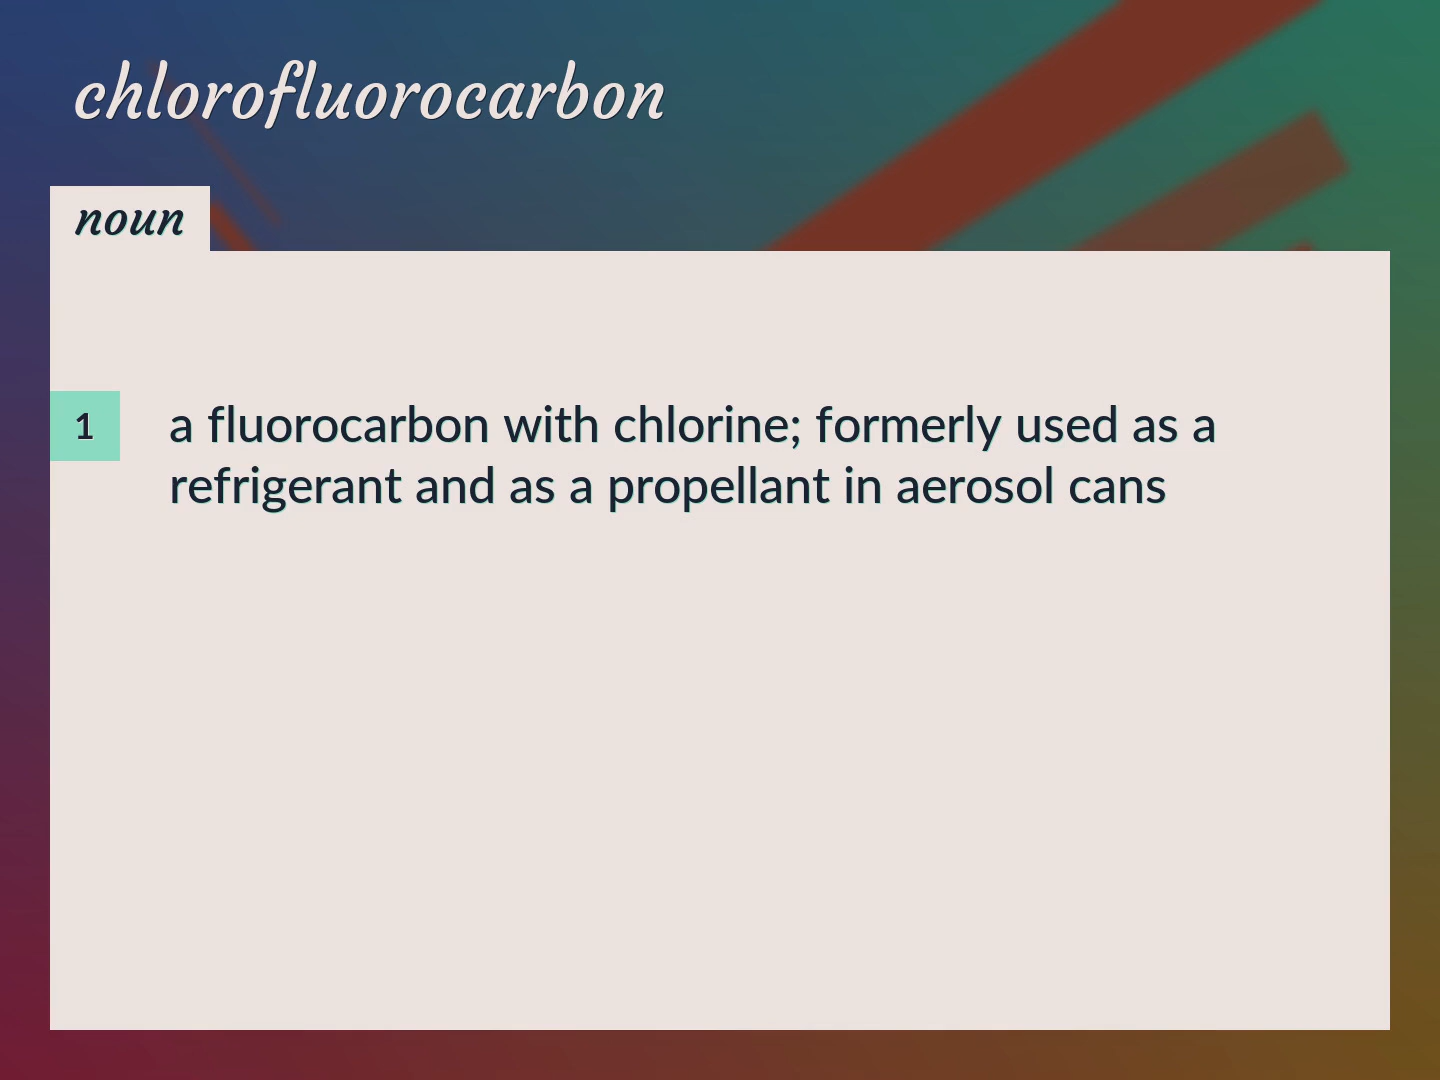 chlorofluorocarbon
noun
1
a fluorocarbon with chlorine; formerly used as a
refrigerant and as a propellant in aerosol cans